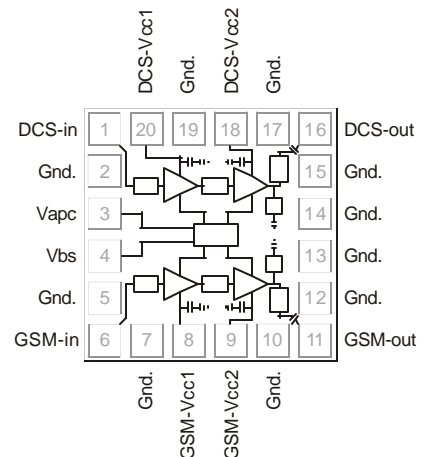 DCS-Vcc1
Gnd.
DCS-Vcc2
Gnd.
DCS-in 1 20 19 18 17 16 DCS-out
Gnd. 2 15 Gnd.
Vapc 3 14 Gnd.
Vbs 4 13 Gnd.
Gnd. 5 12 Gnd.
GSM-in 6 7 8 9 10 11 GSM-out
Gnd.
GSM-Vcc1
GSM-Vcc2
Gnd.